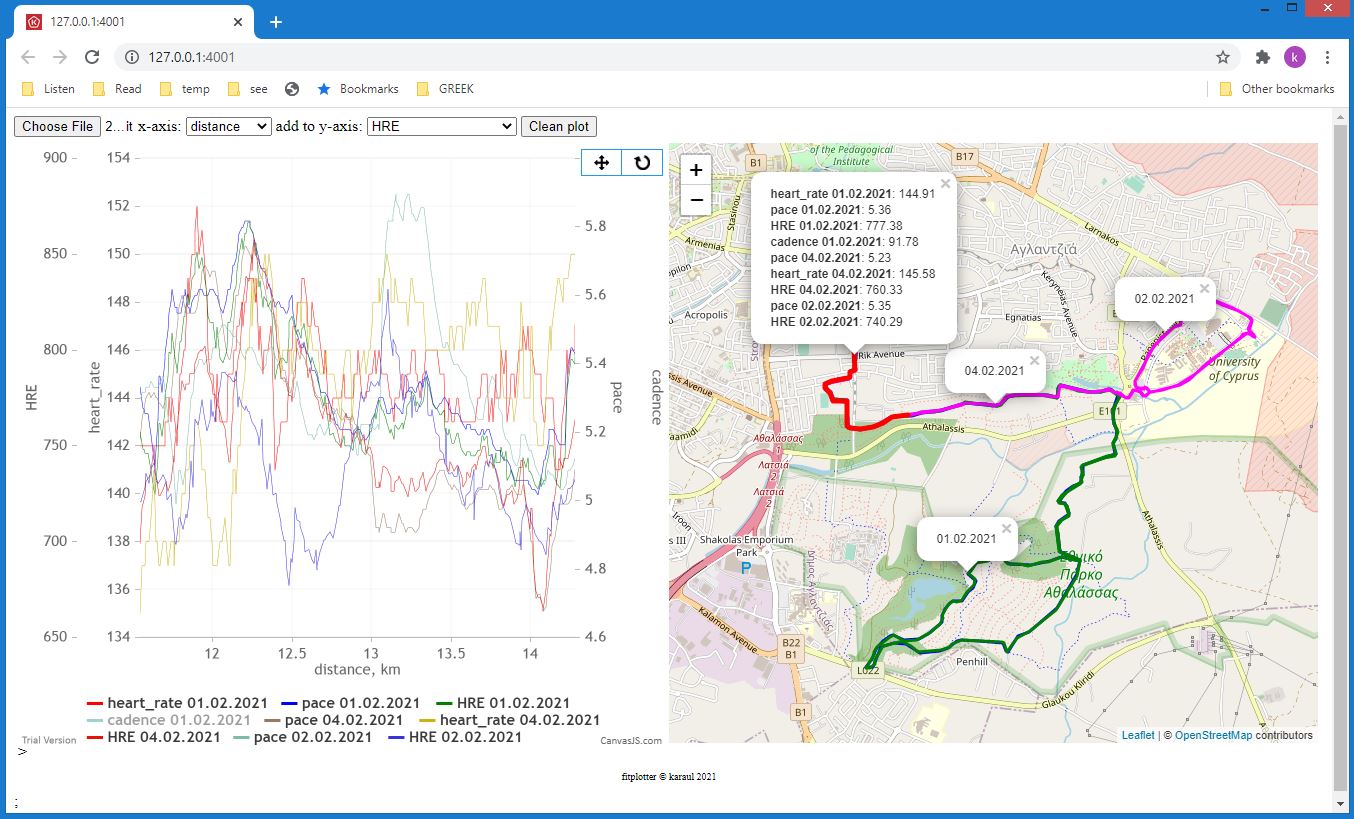 127.0.0.1:4001
127.0.0.1:4001
k
Listen Read temp see Bookmarks GREEK Other bookmarks
Choose File 2...it x-axis: distance add to y-axis: HRE Clean plot
900 154
152
850 150
148
146
800
144
142
750
140
138
700
136
650 134
HRE
heart_rate
5.8
5.6
5.4
5.2
5
4.8
4.6
pace
cadence
12 12.5 13 13.5 14
distance, km
heart_rate 01.02.2021 pace 01.02.2021 HRE 01.02.2021
cadence 01.02.2021 pace 04.02.2021 heart_rate 04.02.2021
HRE 04.02.2021 pace 02.02.2021 HRE 02.02.2021
Trial Version
CanvasJS.com
+
−
heart_rate 01.02.2021: 144.91
pace 01.02.2021: 5.36
HRE 01.02.2021: 777.38
cadence 01.02.2021: 91.78
pace 04.02.2021: 5.23
heart_rate 04.02.2021: 145.58
HRE 04.02.2021: 760.33
pace 02.02.2021: 5.35
HRE 02.02.2021: 740.29
of the Pedagogical
Institute
B1
B17
Stasinou
Armenias
Larnakos
Αγλαντζιά
Keryneias Avenue
Acropolis
Egnatias
02.02.2021
Rik Avenue
University
of Cyprus
04.02.2021
E101
Athalassis
Αθαλάσσας
1
Λατσιά
2
Λατσιά
2
Iroon
Shakolas Emporium
Park
P
Δήμος Αγλαντζιάς
Athalassis
01.02.2021
Εθνικό
Πάρκο
Αθαλάσσας
Kalamon Avenue
B22
B1
L022
Penhill
Glaukou Kliridi
B1
Leaflet | © OpenStreetMap contributors
>
fitplotter © karaul 2021
;